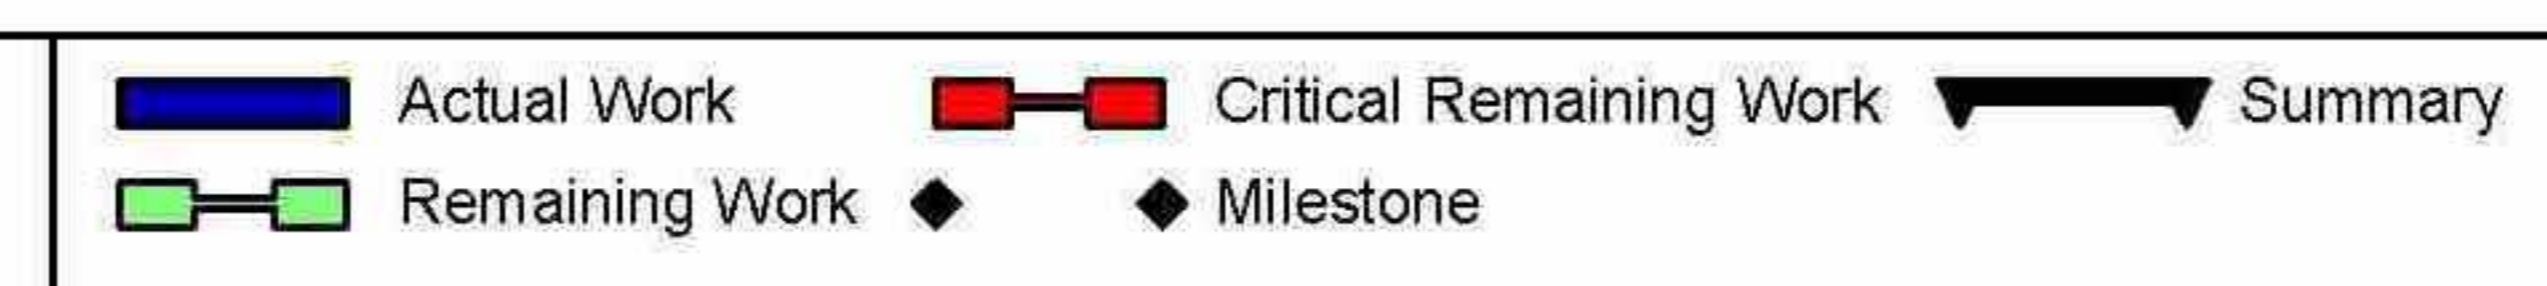 Actual Work Critical Remaining Work Summary
Remaining Work Milestone